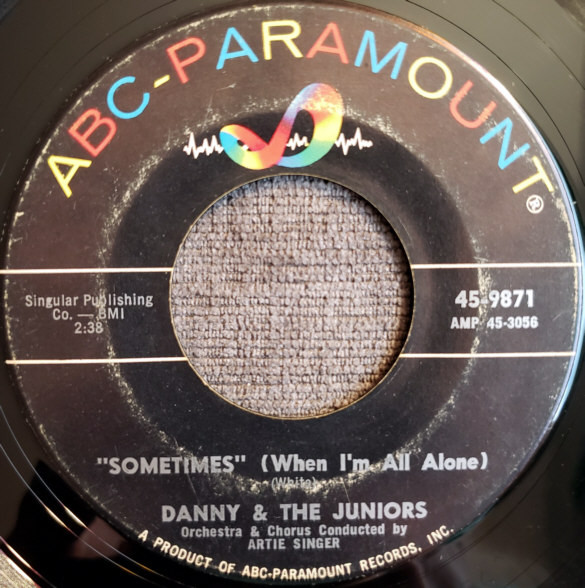 ABC-PARAMOUNT®
Singular Publishing
Co. — BMI
2:38
45-9871
AMP 45-3056
"SOMETIMES" (When I'm All Alone)
(White)
DANNY & THE JUNIORS
Orchestra & Chorus Conducted by
ARTIE SINGER
A PRODUCT OF ABC-PARAMOUNT RECORDS, INC.